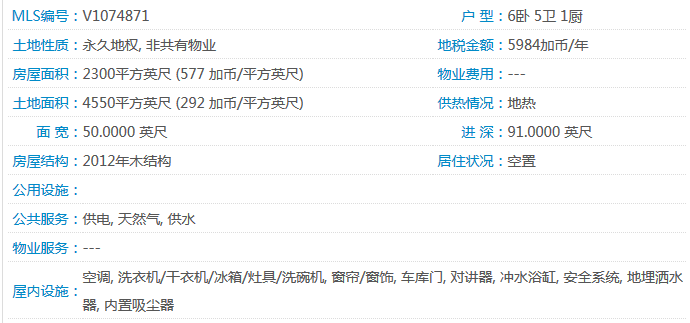 MLS编号：V1074871 户 型：6卧 5卫 1厨
土地性质：永久地权, 非共有物业 地税金额：5984加币/年
房屋面积：2300平方英尺 (577 加币/平方英尺) 物业费用：---
土地面积：4550平方英尺 (292 加币/平方英尺) 供热情况：地热
面 宽：50.0000 英尺 进 深：91.0000 英尺
房屋结构：2012年木结构 居住状况：空置
公用设施：
公共服务：供电, 天然气, 供水
物业服务：---
屋内设施：空调, 洗衣机/干衣机/冰箱/灶具/洗碗机, 窗帘/窗饰, 车库门, 对讲器, 冲水浴缸, 安全系统, 地埋洒水
器, 内置吸尘器